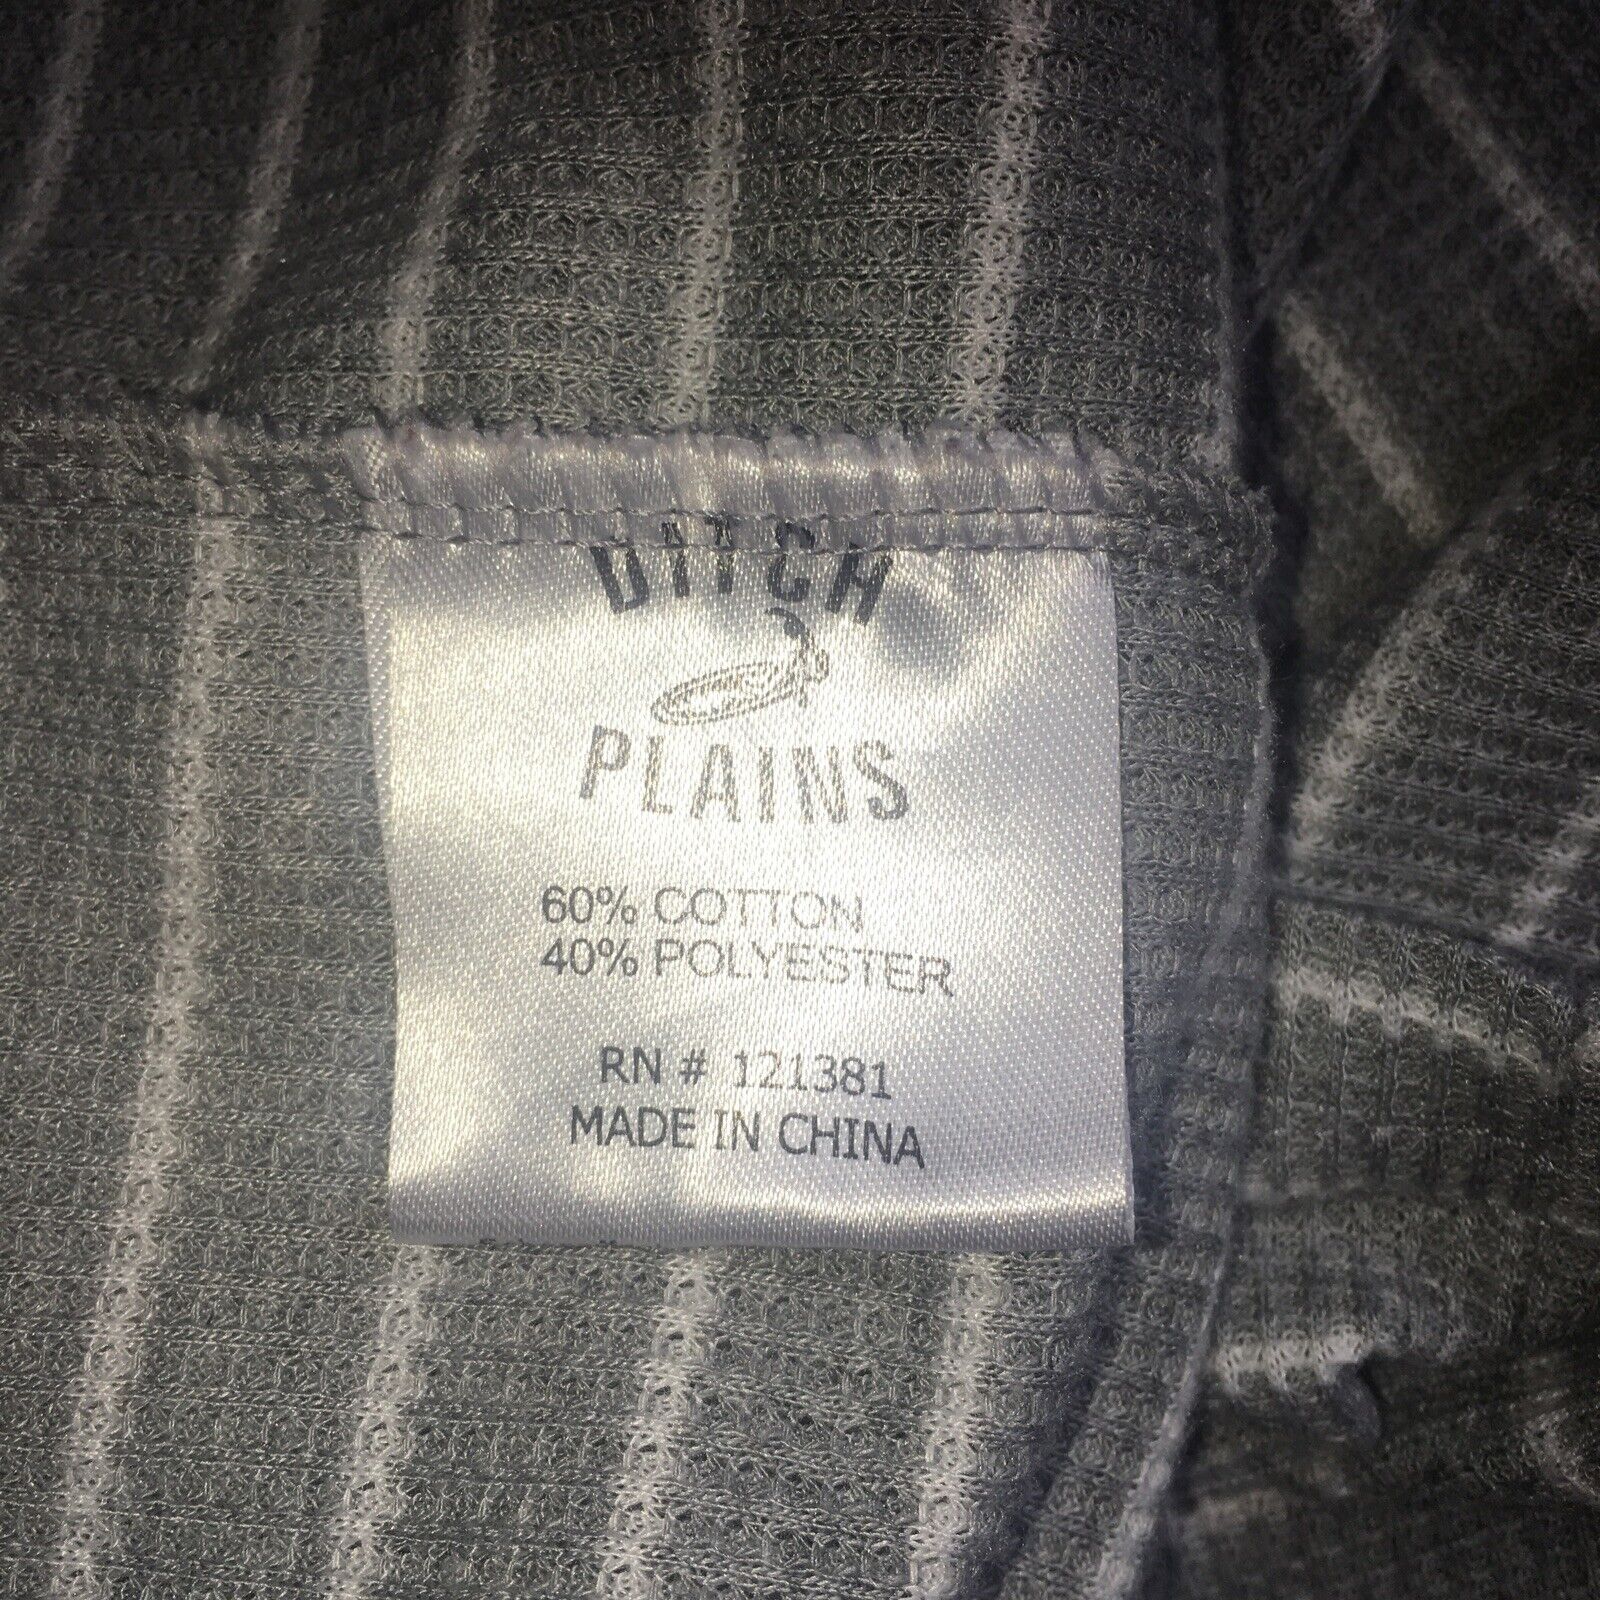 DITCH
PLAINS
60% COTTON
40% POLYESTER
RN # 121381
MADE IN CHINA